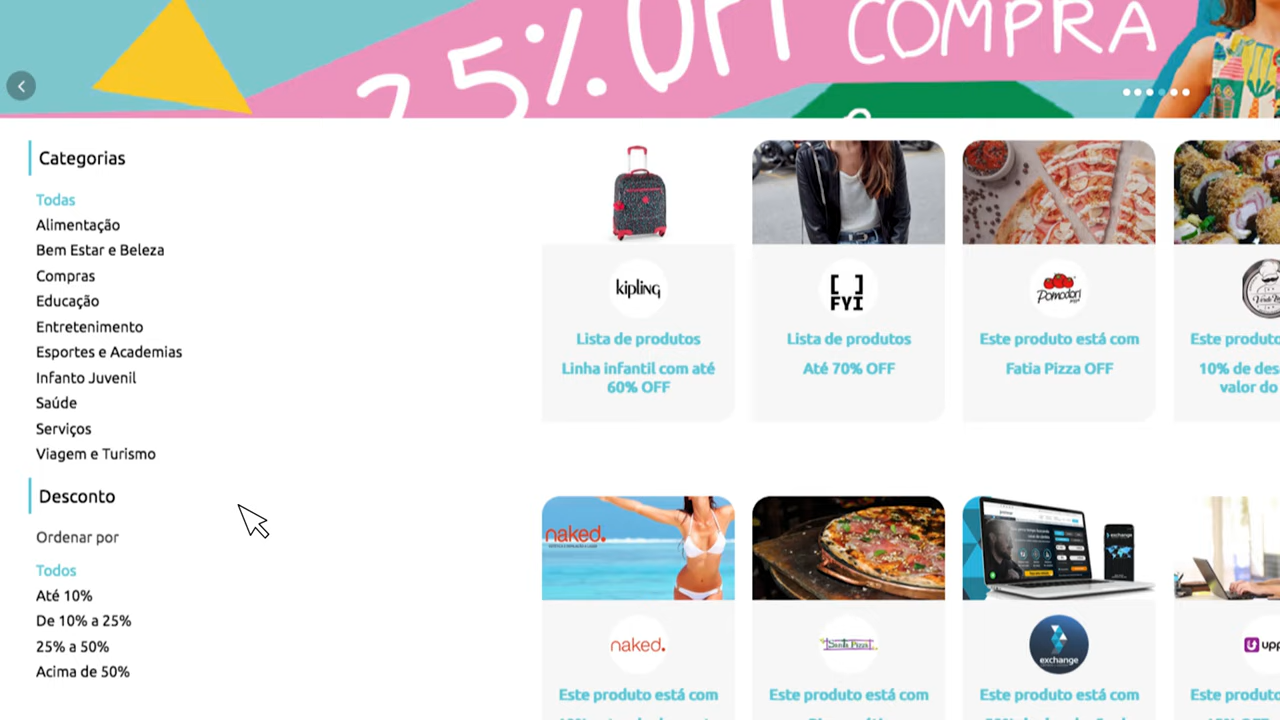 25% OFF
COMPRA
Categorias
Todas
Alimentação
Bem Estar e Beleza
Compras
Educação
Entretenimento
Esportes e Academias
Infanto Juvenil
Saúde
Serviços
Viagem e Turismo
Desconto
Ordenar por
Todos
Até 10%
De 10% a 25%
25% a 50%
Acima de 50%
kipling
Lista de produtos
Linha infantil com até
60% OFF
[ ]
FYI
Lista de produtos
Até 70% OFF
Pomodori
Este produto está com
Fatia Pizza OFF
Este produto
10% de des
valor do
naked.
naked.
Este produto está com
Santa Pizza
Este produto está com
exchange
exchange
Este produto está com
upp
Este produto